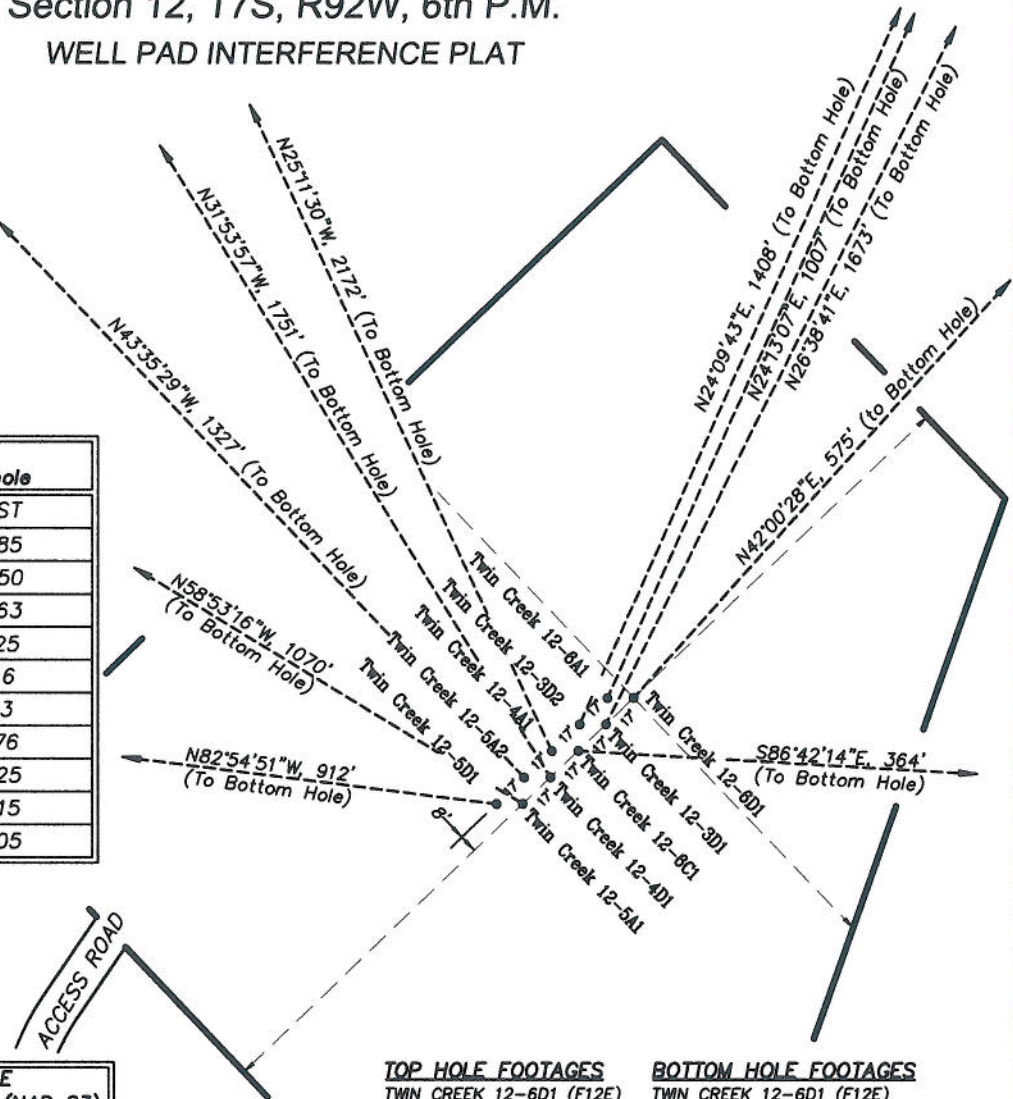 Section 12, T7S, R92W, 6th P.M.
WELL PAD INTERFERENCE PLAT
N25°11'30"W, 2172' (To Bottom Hole)
N31°53'57"W, 1751' (To Bottom Hole)
N43°35'29"W, 1327' (To Bottom Hole)
N58°53'16"W, 1070'
(To Bottom Hole)
N82°54'51"W, 912'
(To Bottom Hole)
N24°09'43"E, 1408' (To Bottom Hole)
N24°13'07"E, 1007' (To Bottom Hole)
N26°38'41"E, 1673' (To Bottom Hole)
N42°00'28"E, 575' (to Bottom Hole)
S86°42'14"E, 364'
(To Bottom Hole)
Twin Creek 12-6A1
Twin Creek 12-3D2
Twin Creek 12-4A1
Twin Creek 12-5A2
Twin Creek 12-5D1
Twin Creek 12-6D1
Twin Creek 12-3D1
Twin Creek 12-6C1
Twin Creek 12-4D1
Twin Creek 12-5A1
8'
ole
ST
85
50
63
25
6
3
76
25
15
05
ACCESS ROAD
E
TOP HOLE FOOTAGES
TWIN CREEK 12-6D1 (F12E)
BOTTOM HOLE FOOTAGES
TWIN CREEK 12-6D1 (F12E)